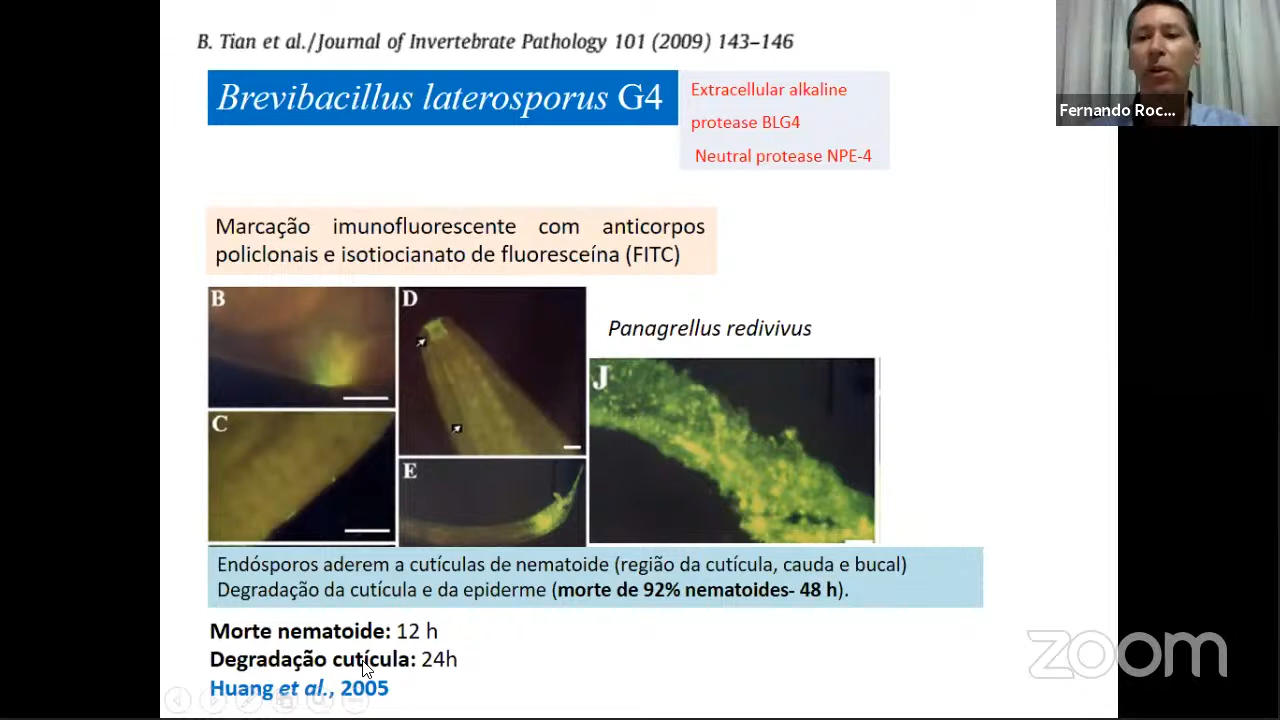 B. Tian et al./Journal of Invertebrate Pathology 101 (2009) 143–146
Brevibacillus laterosporus G4
Extracellular alkaline
protease BLG4
Neutral protease NPE-4
Fernando Roc...
Marcação imunofluorescente com anticorpos
policlonais e isotiocianato de fluoresceína (FITC)
B
D
Panagrellus redivivus
J
C
E
Endósporos aderem a cutículas de nematoide (região da cutícula, cauda e bucal)
Degradação da cutícula e da epiderme (morte de 92% nematoides- 48 h).
Morte nematoide: 12 h
Degradação cutícula: 24h
Huang et al., 2005
zoom